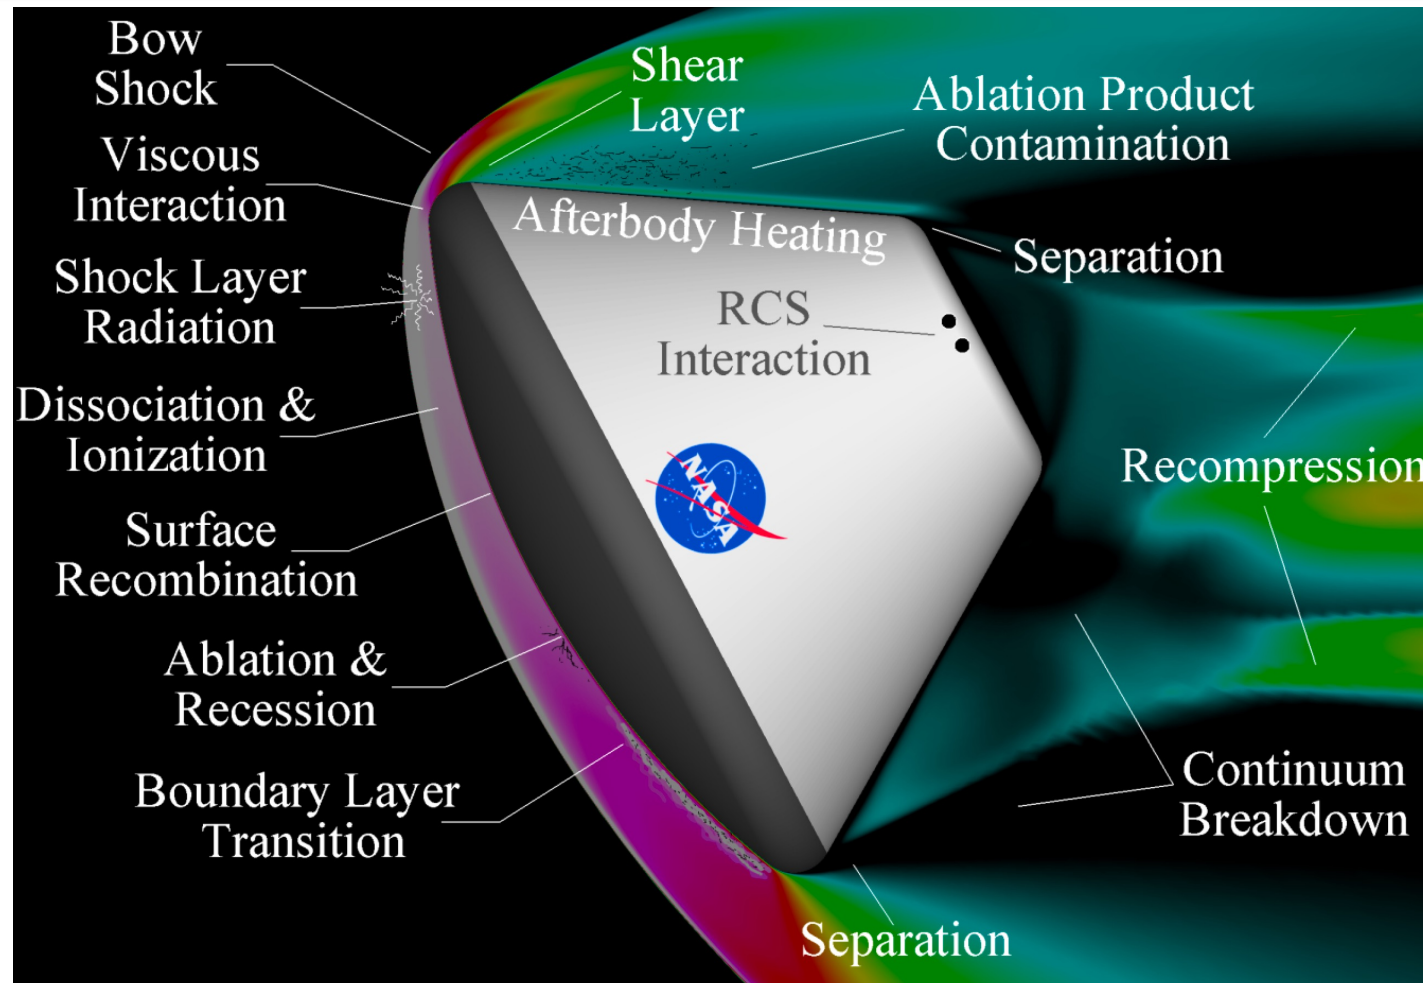 Bow
Shock
Shear
Layer
Ablation Product
Contamination
Viscous
Interaction
Afterbody Heating
Separation
Shock Layer
Radiation
RCS
Interaction
Dissociation &
Ionization
Recompression
NASA
Surface
Recombination
Ablation &
Recession
Boundary Layer
Transition
Continuum
Breakdown
Separation